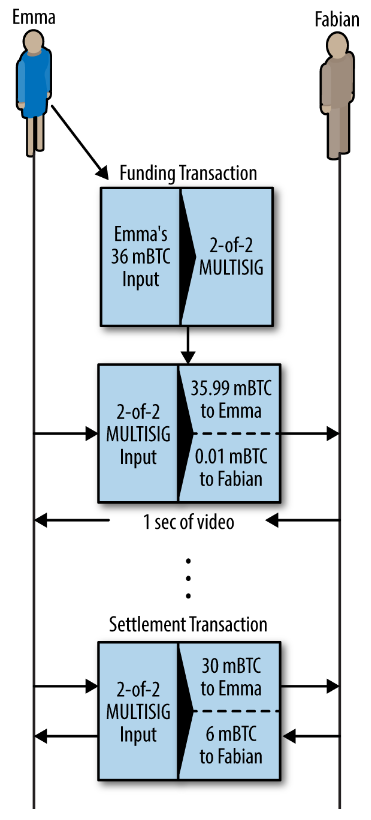 Emma
Fabian
Funding Transaction
Emma's
36 mBTC
Input
2-of-2
MULTISIG
2-of-2
MULTISIG
Input
35.99 mBTC
to Emma
0.01 mBTC
to Fabian
1 sec of video
Settlement Transaction
2-of-2
MULTISIG
Input
30 mBTC
to Emma
6 mBTC
to Fabian